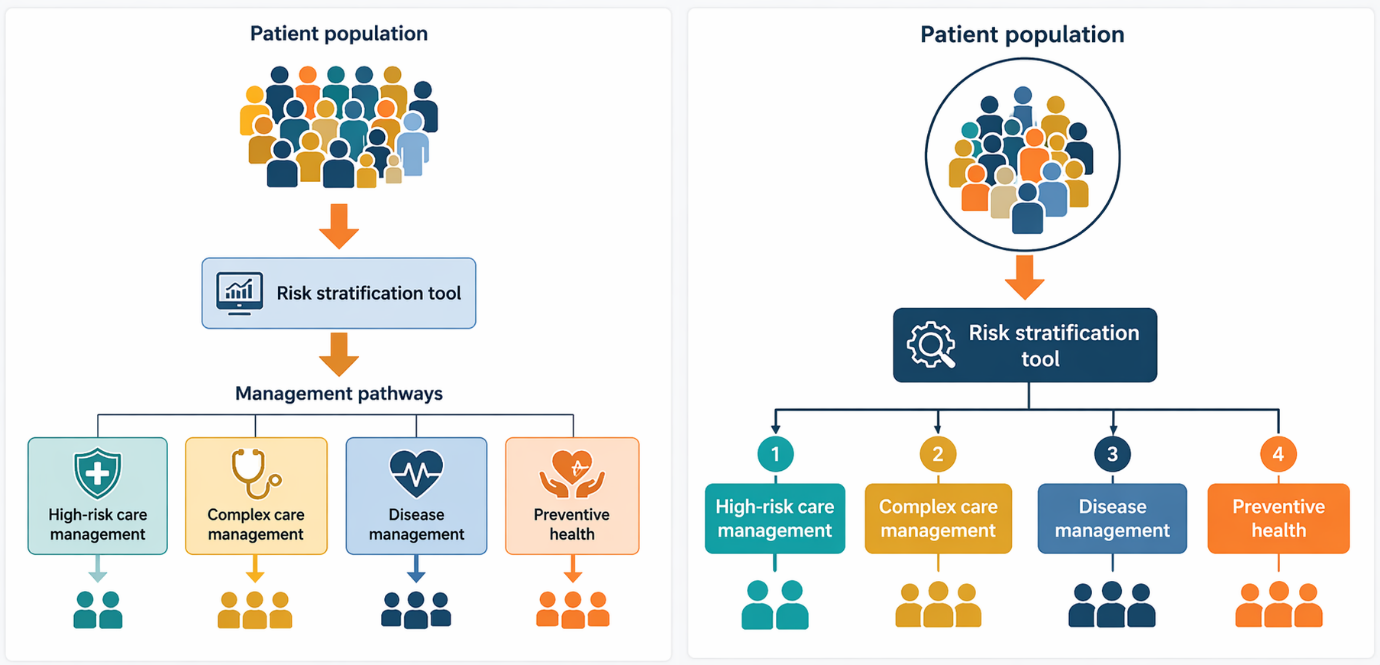 Patient population
Risk stratification tool
Management pathways
High-risk care
management
Complex care
management
Disease
management
Preventive
health
Patient population
Risk stratification
tool
1
2
3
4
High-risk care
management
Complex care
management
Disease
management
Preventive
health